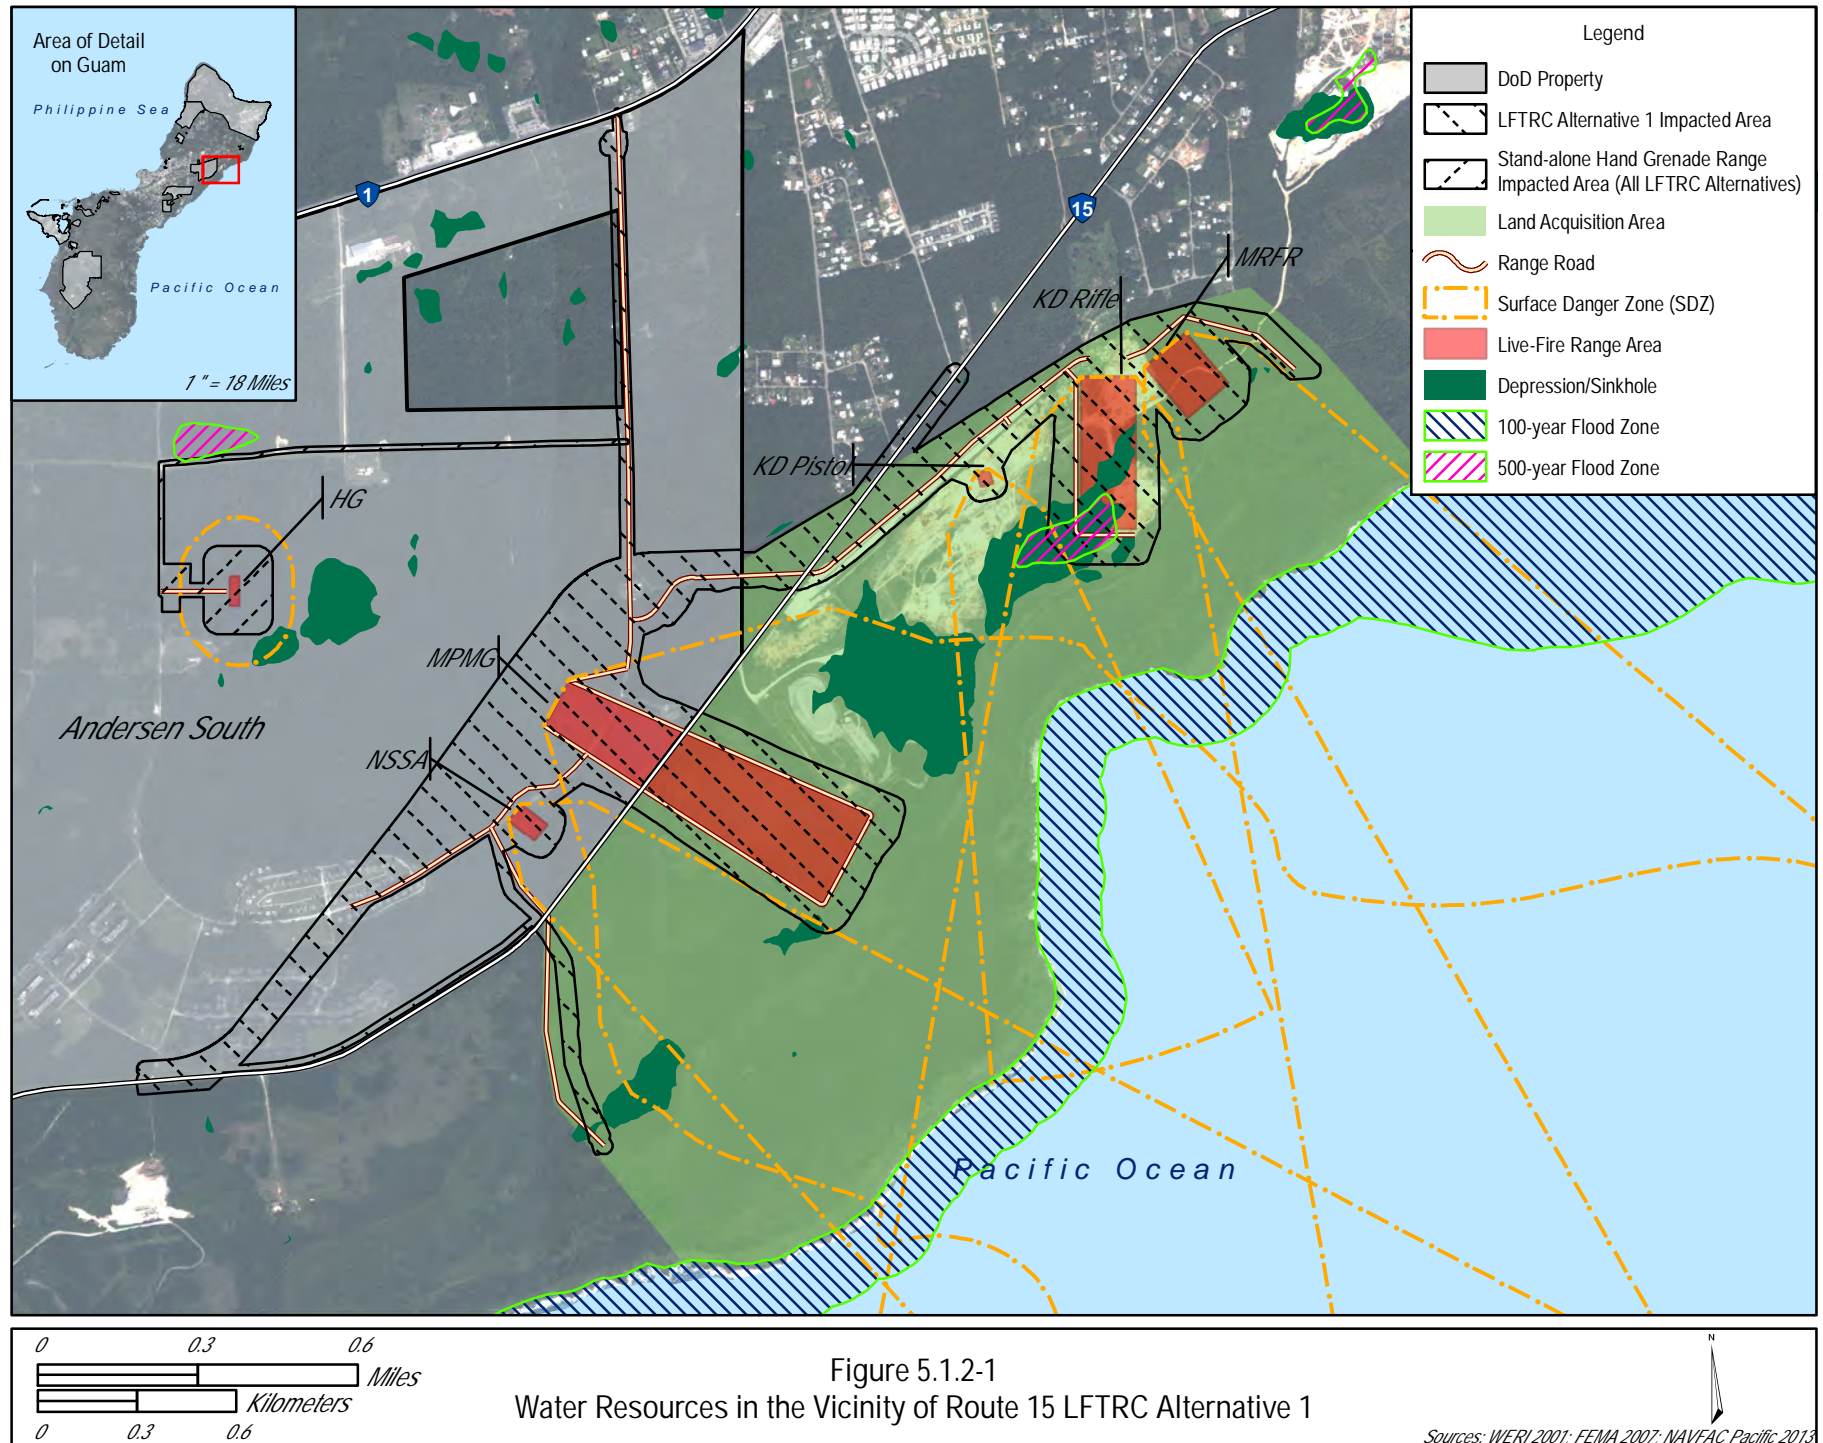 Area of Detail
on Guam
Philippine Sea
Pacific Ocean
1 " = 18 Miles
Legend
DoD Property
LFTRC Alternative 1 Impacted Area
Stand-alone Hand Grenade Range
Impacted Area (All LFTRC Alternatives)
Land Acquisition Area
Range Road
Surface Danger Zone (SDZ)
Live-Fire Range Area
Depression/Sinkhole
100-year Flood Zone
500-year Flood Zone
1
15
MRFR
KD Rifle
KD Pistol
HG
MPMG
Andersen South
NSSA
Pacific Ocean
0 0.3 0.6
Miles
Kilometers
0 0.3 0.6
Figure 5.1.2-1
Water Resources in the Vicinity of Route 15 LFTRC Alternative 1
N
Sources: WERI 2001; FEMA 2007; NAVFAC Pacific 2013